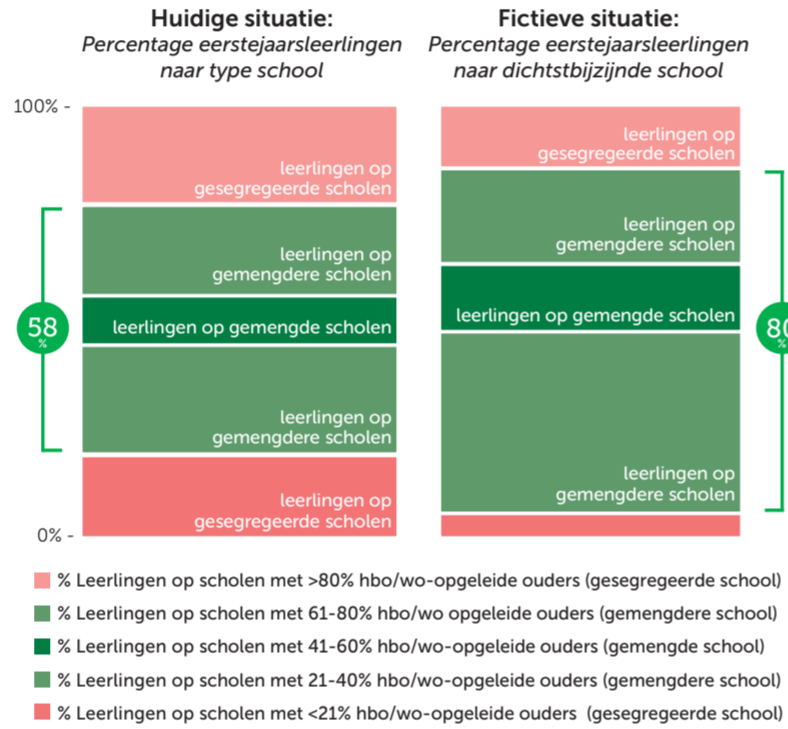 Huidige situatie:
Percentage eerstejaarsleerlingen
naar type school
Fictieve situatie:
Percentage eerstejaarsleerlingen
naar dichtstbijzijnde school
100% -
leerlingen op
gesegregeerde scholen
leerlingen op
gemengdere scholen
leerlingen op gemengde scholen
leerlingen op
gemengdere scholen
leerlingen op
gesegregeerde scholen
0% -
58
%
leerlingen op
gesegregeerde scholen
leerlingen op
gemengdere scholen
leerlingen op gemengde scholen
leerlingen op
gemengdere scholen
80
%
% Leerlingen op scholen met >80% hbo/wo-opgeleide ouders (gesegregeerde school)
% Leerlingen op scholen met 61-80% hbo/wo opgeleide ouders (gemengdere school)
% Leerlingen op scholen met 41-60% hbo/wo-opgeleide ouders (gemengde school)
% Leerlingen op scholen met 21-40% hbo/wo-opgeleide ouders (gemengdere school)
% Leerlingen op scholen met <21% hbo/wo-opgeleide ouders (gesegregeerde school)